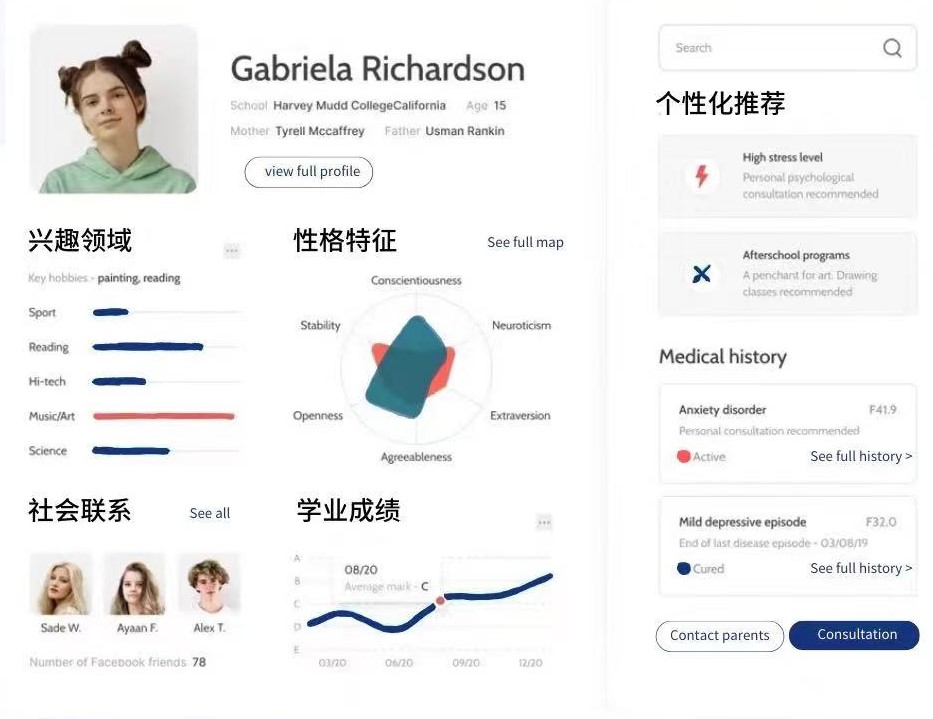 Gabriela Richardson
School Harvey Mudd CollegeCalifornia Age 15
Mother Tyrell Mccaffrey Father Usman Rankin
view full profile
兴趣领域
...
Key hobbies - painting, reading
Sport
Reading
Hi-tech
Music/Art
Science
性格特征
See full map
Conscientiousness
Stability
Neuroticism
Openness
Extraversion
Agreeableness
社会联系
See all
Sade W.
Ayaan F.
Alex T.
Number of Facebook friends 78
学业成绩
...
A
B
C
D
E
08/20
Average mark - C
03/20
06/20
09/20
12/20
Search
个性化推荐
High stress level
Personal psychological
consultation recommended
Afterschool programs
A penchant for art. Drawing
classes recommended
Medical history
Anxiety disorder F41.9
Personal consultation recommended
Active
See full history >
Mild depressive episode F32.0
End of last disease episode - 03/08/19
Cured
See full history >
Contact parents
Consultation